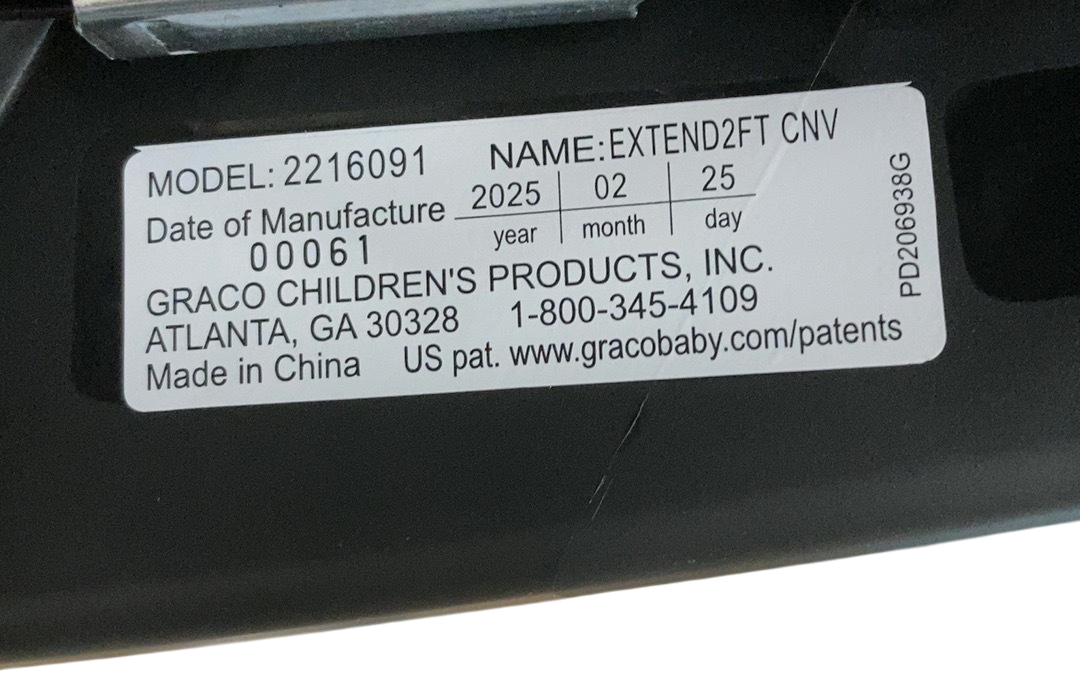 MODEL: 2216091 NAME:EXTEND2FT CNV
Date of Manufacture 2025 02 25
year month day
00061
GRACO CHILDREN'S PRODUCTS, INC.
ATLANTA, GA 30328 1-800-345-4109
Made in China US pat. www.gracobaby.com/patents
PD206938G